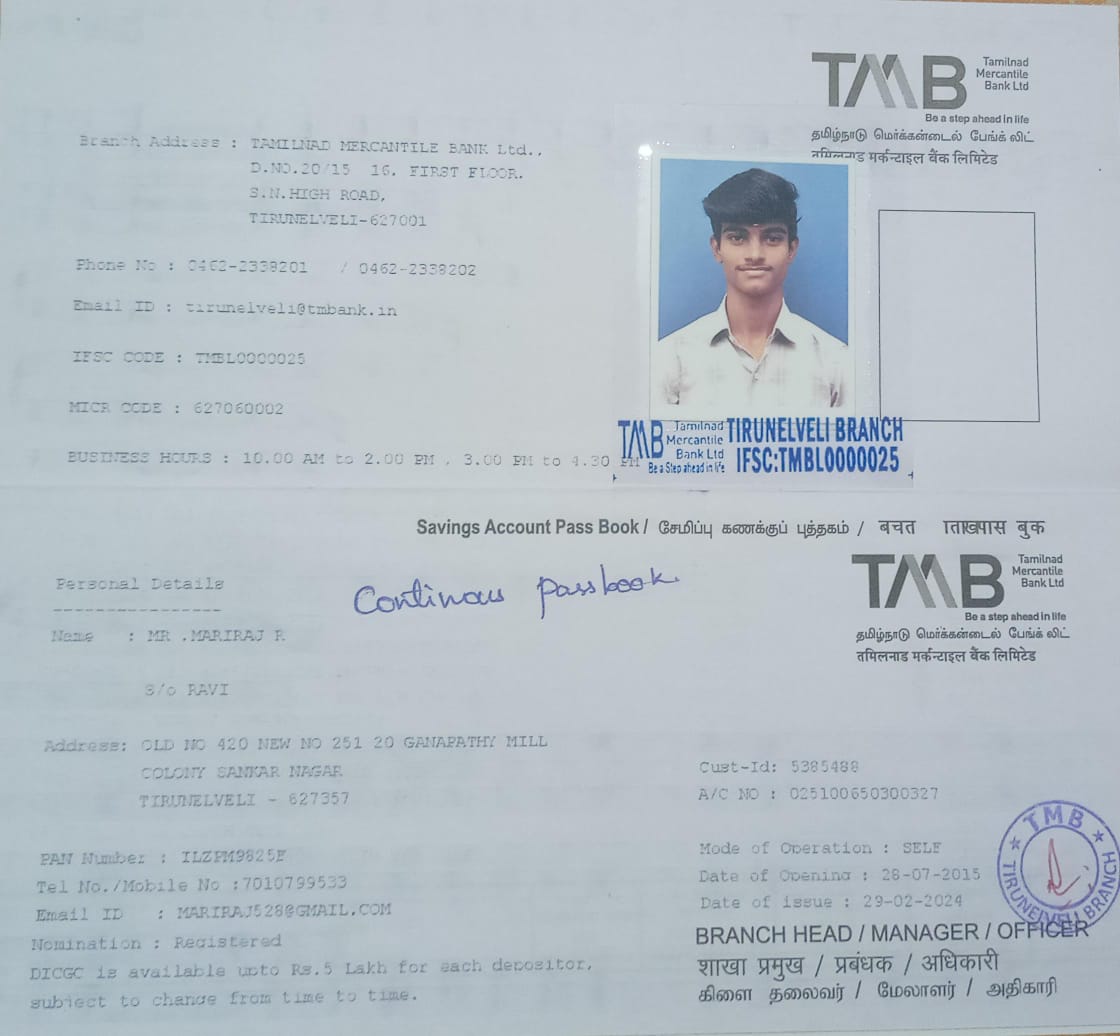 TMB Tamilnad Mercantile Bank Ltd
Be a step ahead in life
தமிழ்நாடு மெர்க்கன்டைல் பேங்க் லிட்
तमिलनाड मर्कन्टाइल बैंक लिमिटेड
Branch Address : TAMILNAD MERCANTILE BANK Ltd.,
D.NO.20/15 16, FIRST FLOOR.
S.N.HIGH ROAD,
TIRUNELVELI-627001
Phone No : 0462-2338201 / 0462-2338202
Email ID : tirunelveli@tmbank.in
IFSC CODE : TMBL0000025
MICR CODE : 627060002
BUSINESS HOURS : 10.00 AM to 2.00 PM , 3.00 PM to 4.30 PM
TMB Tamilnad Mercantile Bank Ltd
Be a Step ahead in life
TIRUNELVELI BRANCH
IFSC:TMBL0000025
Savings Account Pass Book / சேமிப்பு கணக்குப் புத்தகம் / बचत ाताखपास बुक
TMB Tamilnad Mercantile Bank Ltd
Be a step ahead in life
தமிழ்நாடு மெர்க்கன்டைல் பேங்க் லிட்
तमिलनाड मर्कन्टाइल बैंक लिमिटेड
Personal Details
----------------
Continous passbook
Name : MR .MARIRAJ R
S/o RAVI
Address: OLD NO 420 NEW NO 251 20 GANAPATHY MILL
COLONY SANKAR NAGAR
TIRUNELVELI - 627357
Cust-Id: 5385488
A/C NO : 025100650300327
PAN Number : ILZPM9825F
Tel No./Mobile No :7010799533
Email ID : MARIRAJ528@GMAIL.COM
Nomination : Registered
DICGC is available upto Rs.5 Lakh for each depositor,
subject to change from time to time.
Mode of Operation : SELF
Date of Opening : 28-07-2015
Date of issue : 29-02-2024
TMB
TIRUNELVELI BRANCH
BRANCH HEAD / MANAGER / OFFICER
शाखा प्रमुख / प्रबंधक / अधिकारी
கிளை தலைவர் / மேலாளர் / அதிகாரி